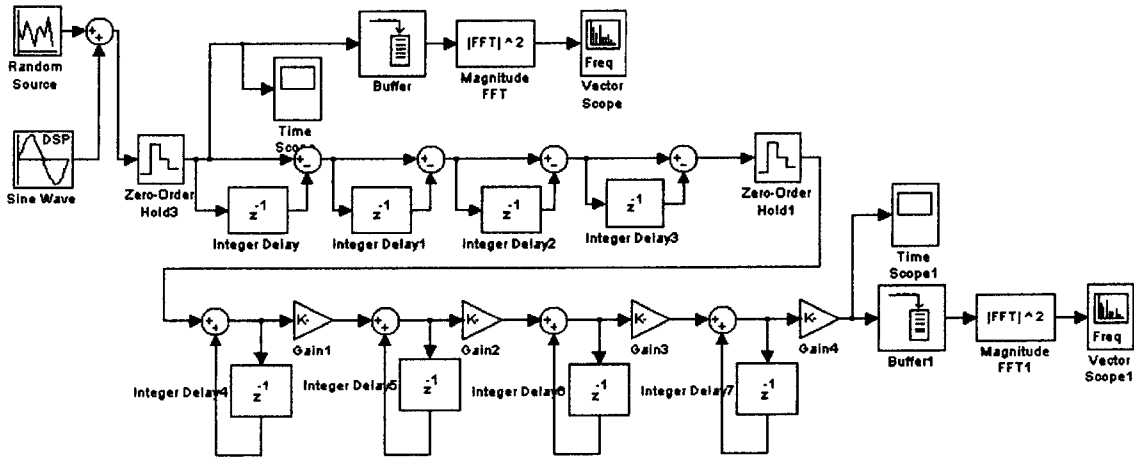 Random
Source
DSP
Sine Wave
Zero-Order
Hold3
Time
Scope
Buffer
|FFT|^2
Magnitude
FFT
Freq
Vector
Scope
z-1
Integer Delay
z-1
Integer Delay1
z-1
Integer Delay2
z-1
Integer Delay3
Zero-Order
Hold1
Time
Scope1
K-
Gain1
K-
Gain2
K-
Gain3
K-
Gain4
Integer Delay4
z-1
Integer Delay5
z-1
Integer Delay6
z-1
Integer Delay7
z-1
Buffer1
|FFT|^2
Magnitude
FFT1
Freq
Vector
Scope1